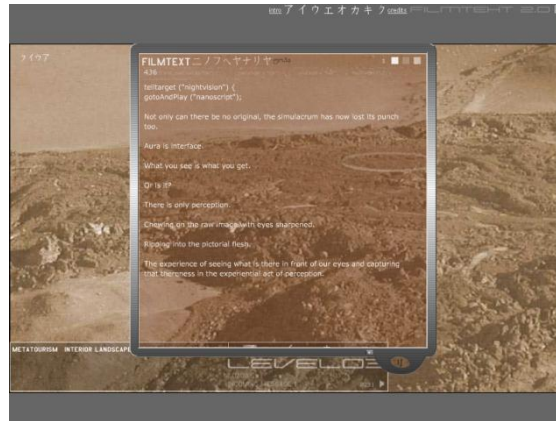 intro アイウエオカキク credits FILMTEXT 2.0
FILMTEXT ニノフヘヤナリヤ
436
1
telltarget ("nightvision") {
gotoAndPlay ("nanoscript");
Not only can there be no original, the simulacrum has now lost its punch
too.
Aura is interface.
What you see is what you get.
Or is it?
There is only perception.
Chewing on the raw image with eyes sharpened.
Ripping into the pictorial flesh.
The experience of seeing what is there in front of our eyes and capturing
that thereness in the experiential act of perception.
METATOURISM INTERIOR LANDSCAPE
LEVEL